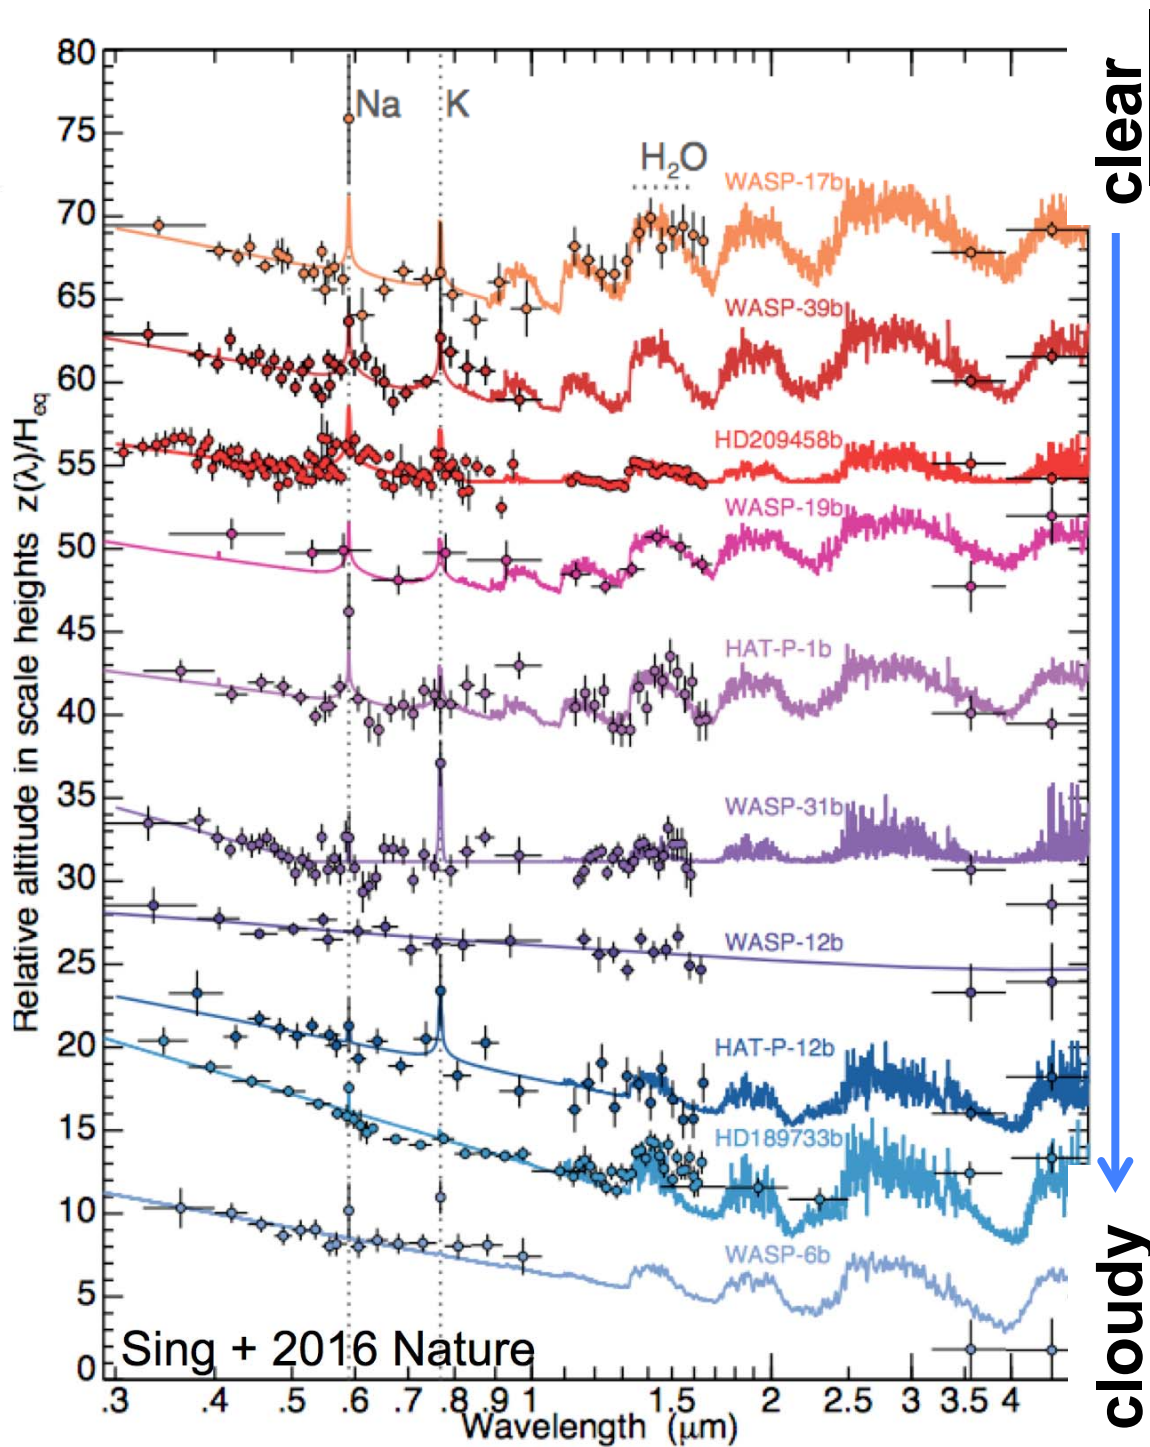 80
75
70
65
60
55
50
45
40
35
30
25
20
15
10
5
0
Relative altitude in scale heights z(λ)/Heq
Na
K
H2O
WASP-17b
WASP-39b
HD209458b
WASP-19b
HAT-P-1b
WASP-31b
WASP-12b
HAT-P-12b
HD189733b
WASP-6b
Sing + 2016 Nature
.3 .4 .5 .6 .7 .8 .9 1 1.5 2 2.5 3 3.5 4
Wavelength (μm)
clear
cloudy